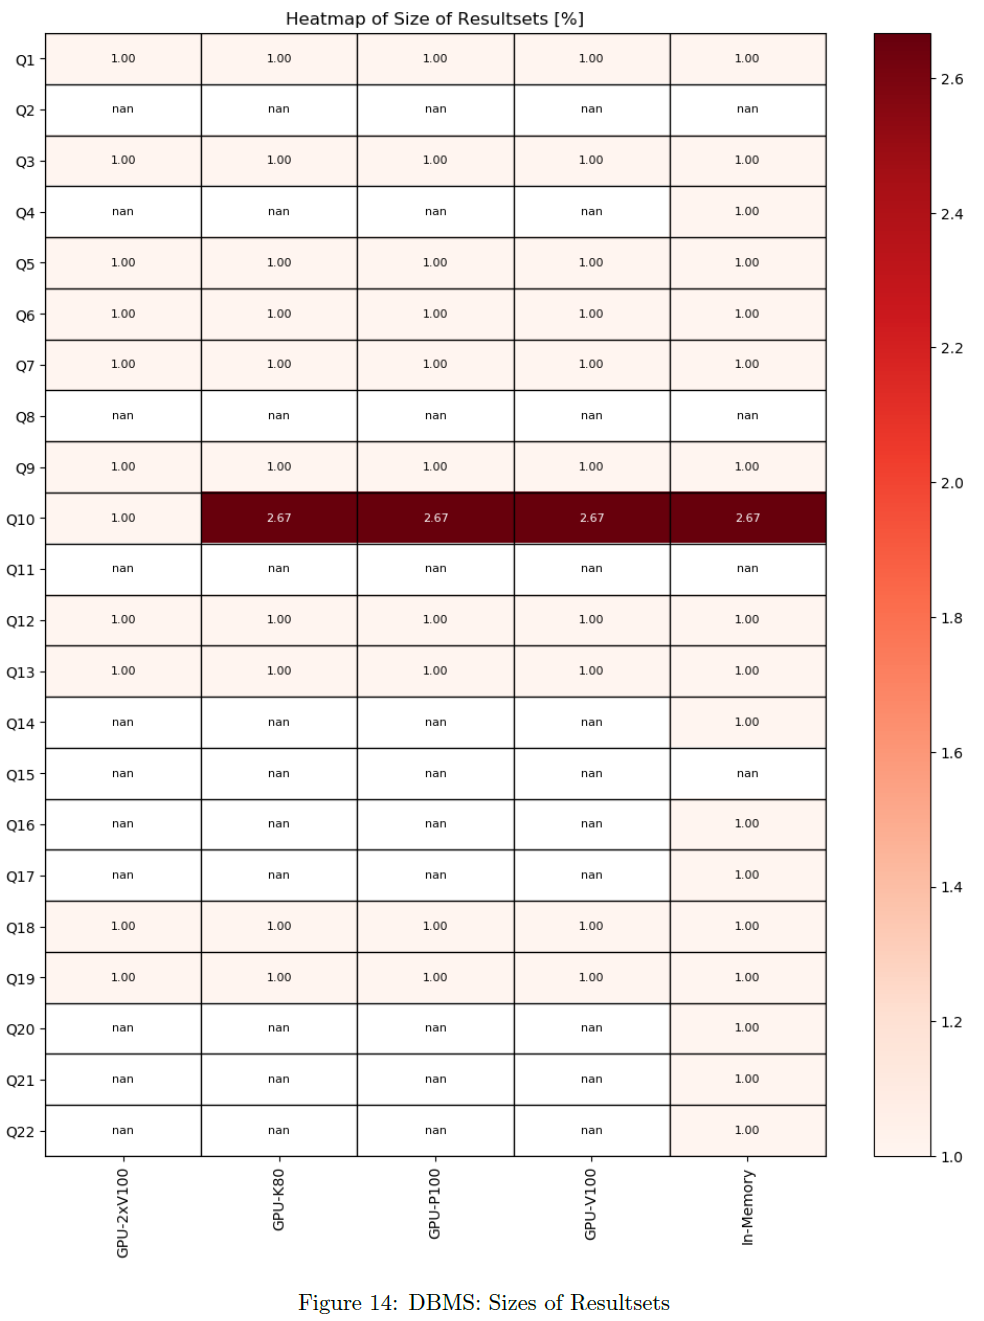 Heatmap of Size of Resultsets [%]
Q1 1.00 1.00 1.00 1.00 1.00
Q2 nan nan nan nan nan
Q3 1.00 1.00 1.00 1.00 1.00
Q4 nan nan nan nan 1.00
Q5 1.00 1.00 1.00 1.00 1.00
Q6 1.00 1.00 1.00 1.00 1.00
Q7 1.00 1.00 1.00 1.00 1.00
Q8 nan nan nan nan nan
Q9 1.00 1.00 1.00 1.00 1.00
Q10 1.00 2.67 2.67 2.67 2.67
Q11 nan nan nan nan nan
Q12 1.00 1.00 1.00 1.00 1.00
Q13 1.00 1.00 1.00 1.00 1.00
Q14 nan nan nan nan 1.00
Q15 nan nan nan nan nan
Q16 nan nan nan nan 1.00
Q17 nan nan nan nan 1.00
Q18 1.00 1.00 1.00 1.00 1.00
Q19 1.00 1.00 1.00 1.00 1.00
Q20 nan nan nan nan 1.00
Q21 nan nan nan nan 1.00
Q22 nan nan nan nan 1.00
GPU-2xV100
GPU-K80
GPU-P100
GPU-V100
In-Memory
2.6
2.4
2.2
2.0
1.8
1.6
1.4
1.2
1.0
Figure 14: DBMS: Sizes of Resultsets